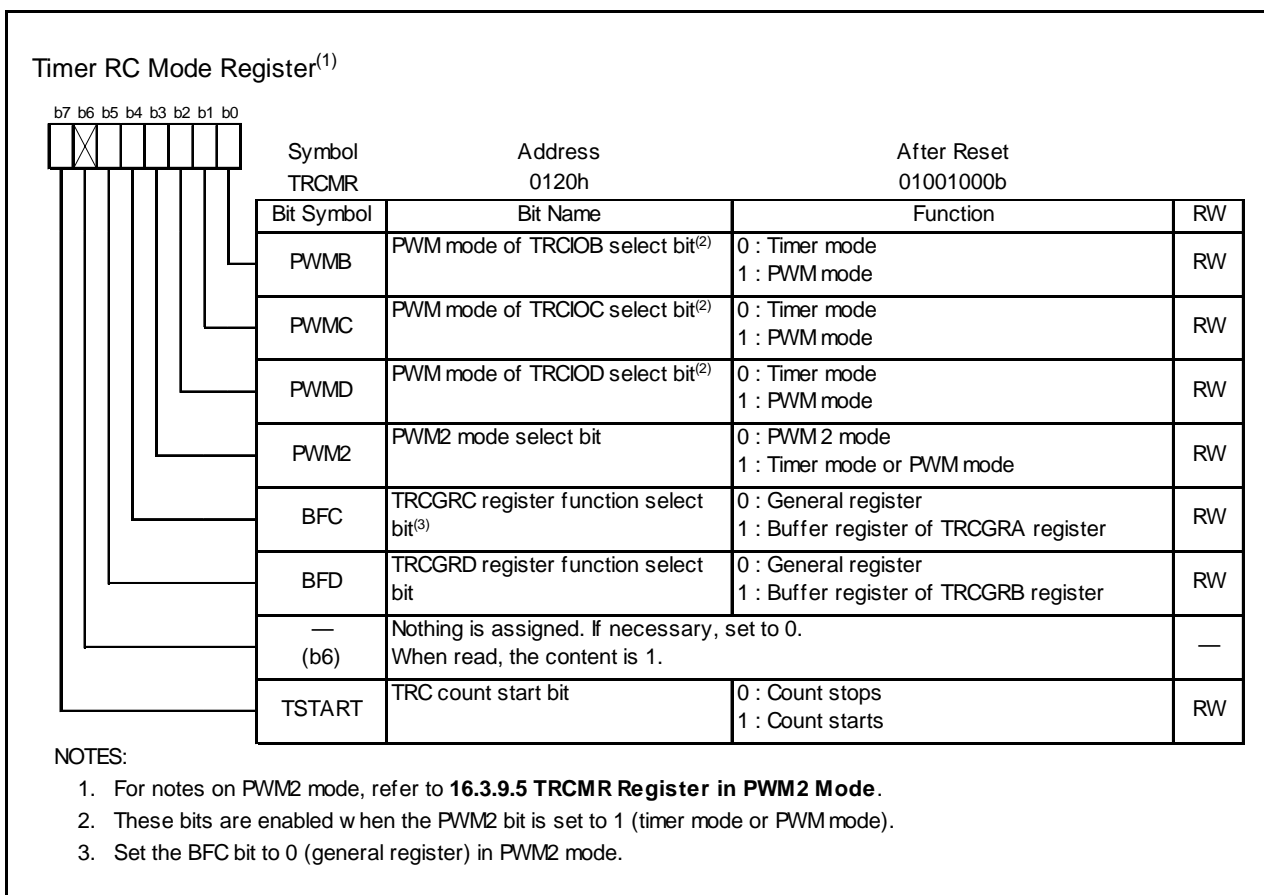 Timer RC Mode Register(1)
b7 b6 b5 b4 b3 b2 b1 b0
Symbol Address After Reset
TRCMR 0120h 01001000b
Bit Symbol Bit Name Function RW
PWMB PWM mode of TRCIOB select bit(2) 0 : Timer mode RW
1 : PWM mode
PWMC PWM mode of TRCIOC select bit(2) 0 : Timer mode RW
1 : PWM mode
PWMD PWM mode of TRCIOD select bit(2) 0 : Timer mode RW
1 : PWM mode
PWM2 PWM2 mode select bit 0 : PWM 2 mode RW
1 : Timer mode or PWM mode
BFC TRCGRC register function select 0 : General register RW
bit(3) 1 : Buffer register of TRCGRA register
BFD TRCGRD register function select 0 : General register RW
bit 1 : Buffer register of TRCGRB register
— Nothing is assigned. If necessary, set to 0. —
(b6) When read, the content is 1.
TSTART TRC count start bit 0 : Count stops RW
1 : Count starts
NOTES:
1. For notes on PWM2 mode, refer to 16.3.9.5 TRCMR Register in PWM2 Mode.
2. These bits are enabled when the PWM2 bit is set to 1 (timer mode or PWM mode).
3. Set the BFC bit to 0 (general register) in PWM2 mode.